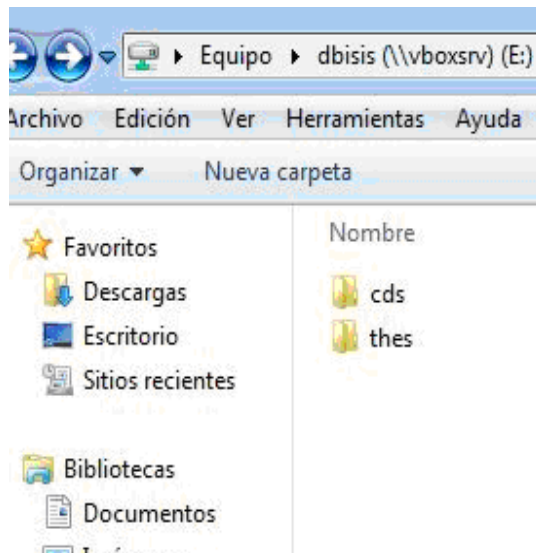 Equipo ▸ dbisis (\\vboxsrv) (E:)
Archivo Edición Ver Herramientas Ayuda
Organizar Nueva carpeta
Favoritos
Descargas
Escritorio
Sitios recientes
Bibliotecas
Documentos
Nombre
cds
thes